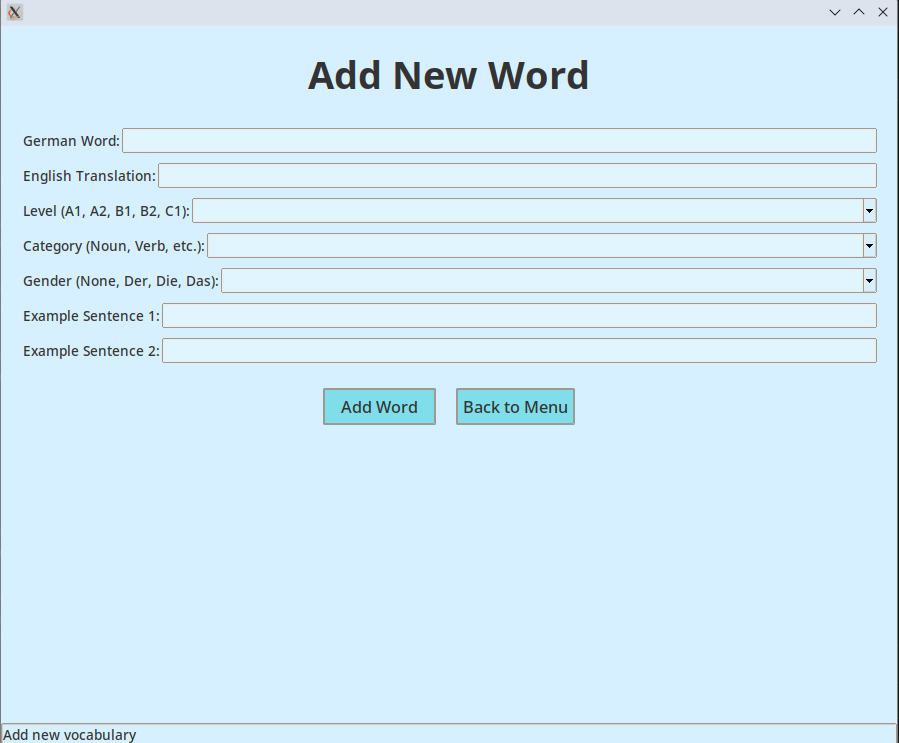 Add New Word
German Word:
English Translation:
Level (A1, A2, B1, B2, C1):
Category (Noun, Verb, etc.):
Gender (None, Der, Die, Das):
Example Sentence 1:
Example Sentence 2:
Add Word Back to Menu
Add new vocabulary